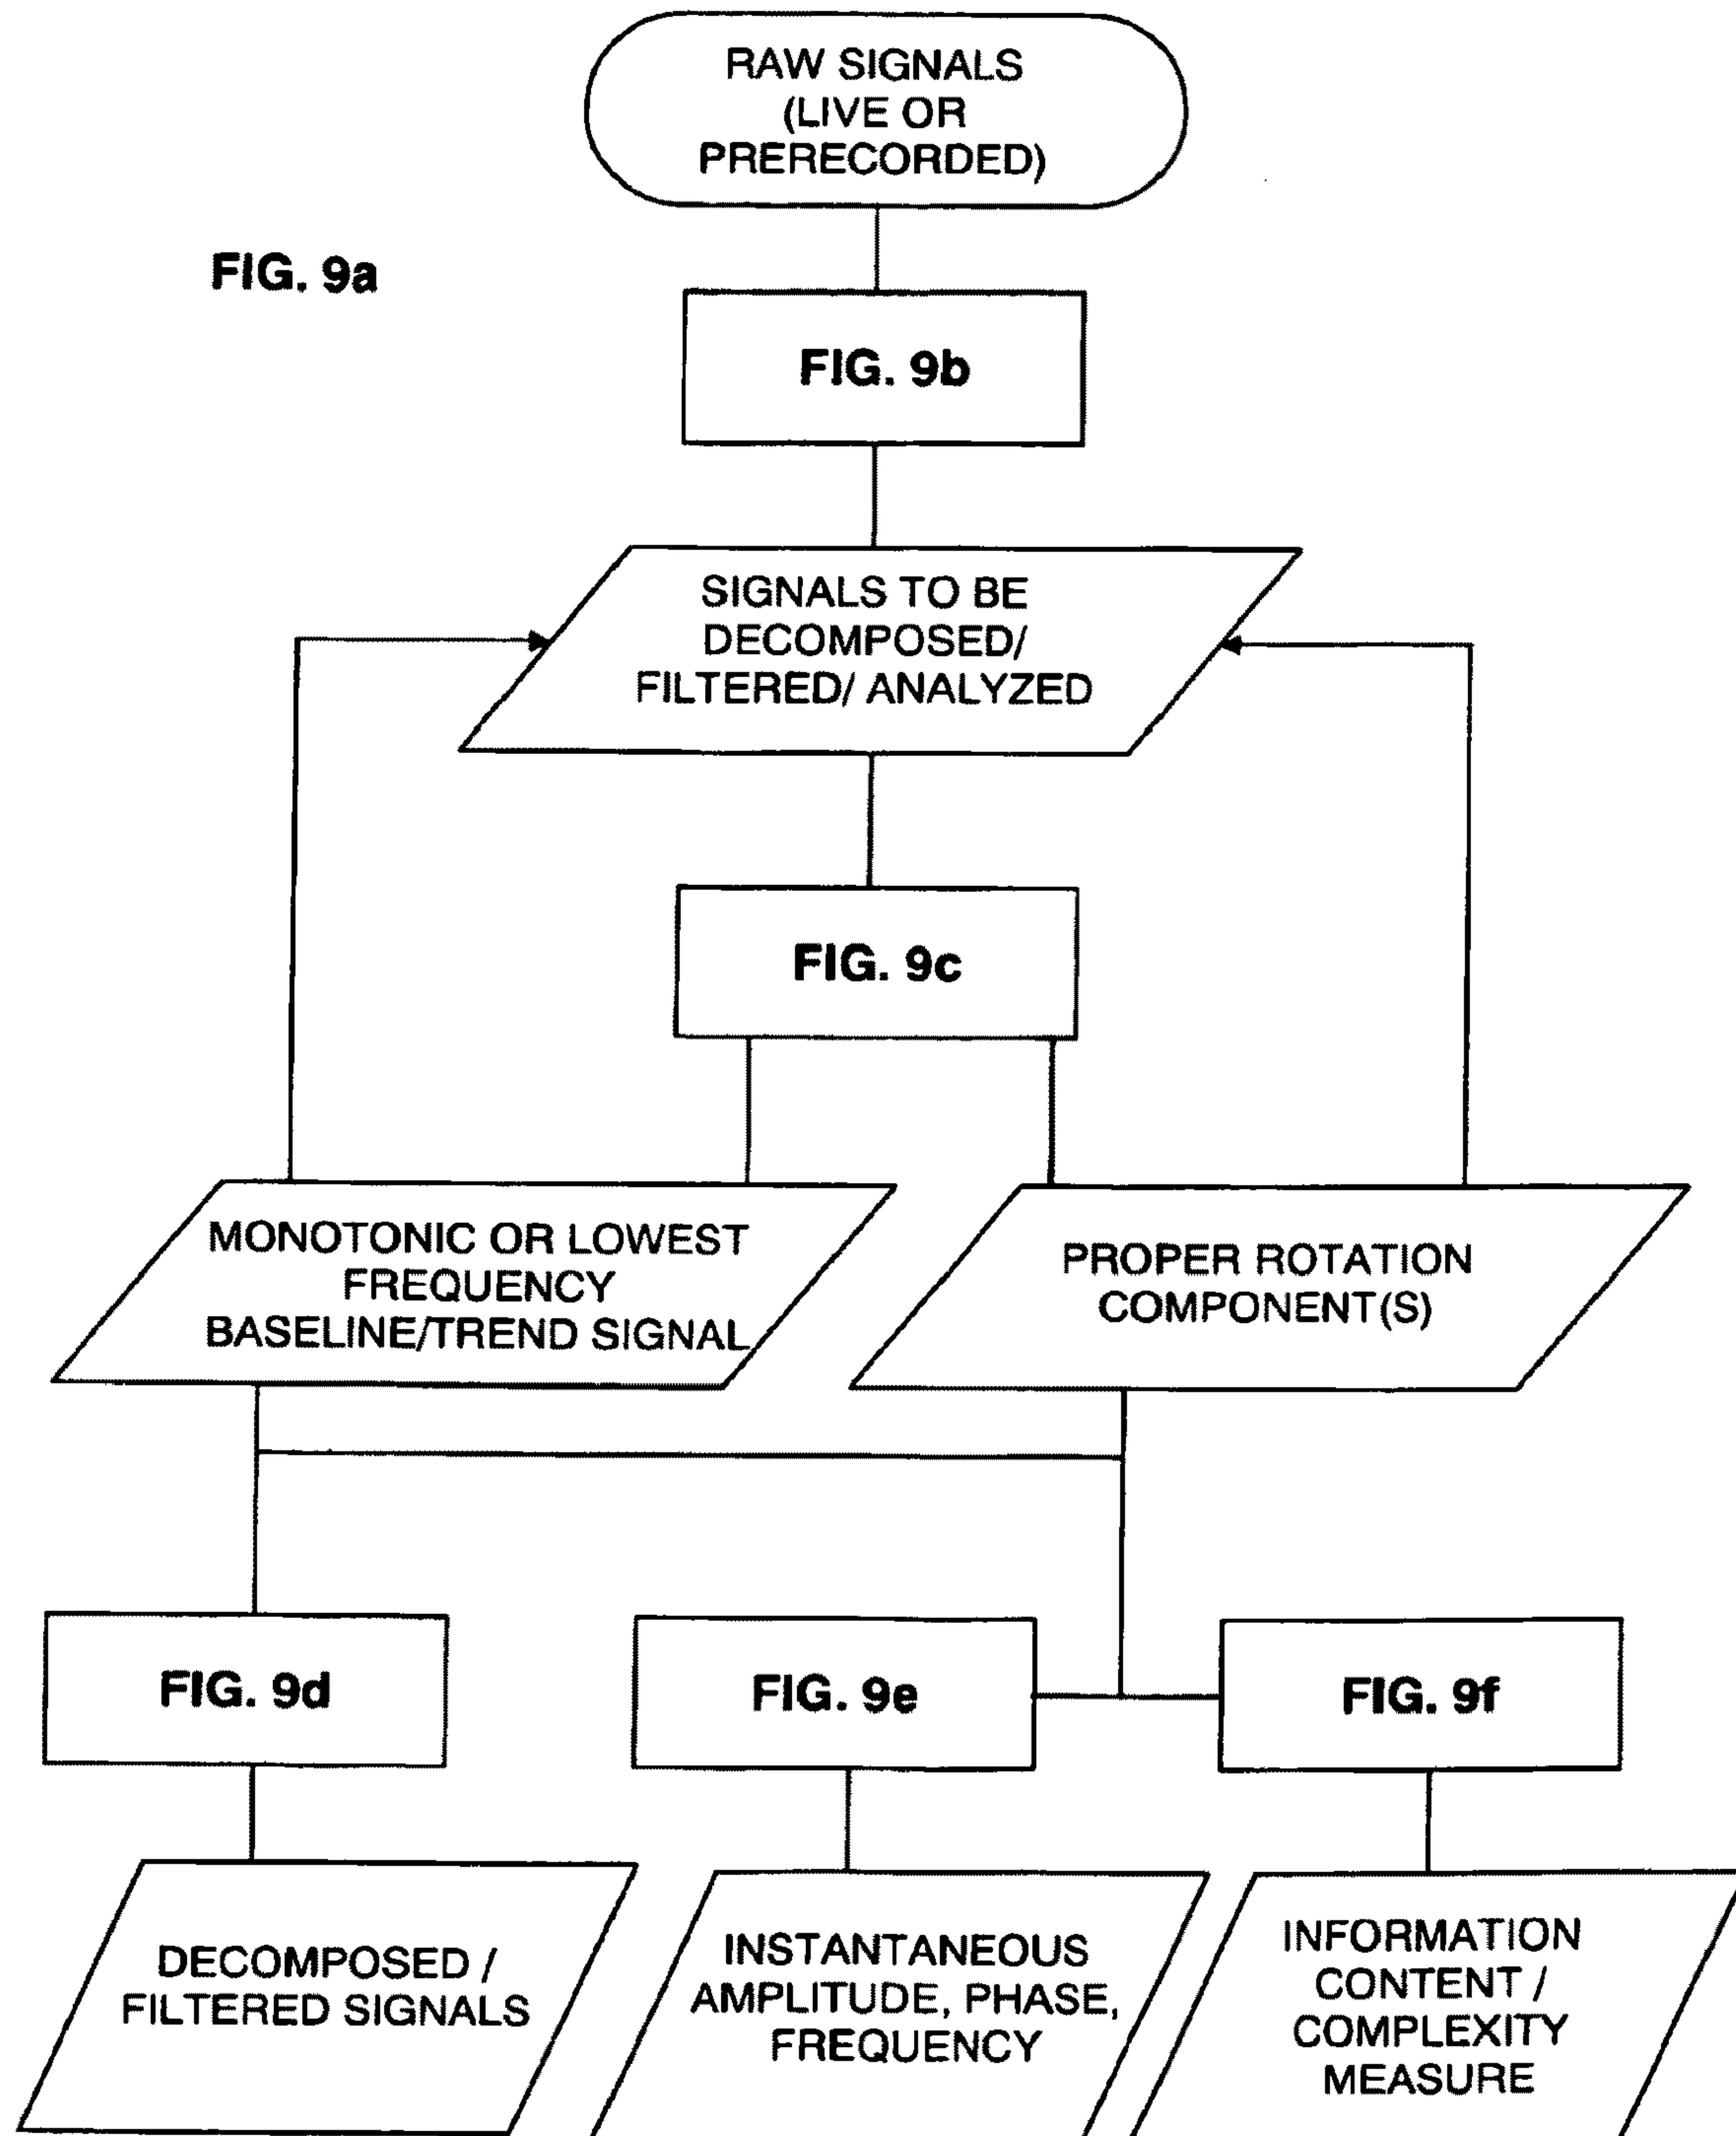 RAW SIGNALS
(LIVE OR
PRERECORDED)
FIG. 9a
FIG. 9b
SIGNALS TO BE
DECOMPOSED/
FILTERED/ ANALYZED
FIG. 9c
MONOTONIC OR LOWEST
FREQUENCY
BASELINE/TREND SIGNAL
PROPER ROTATION
COMPONENT(S)
FIG. 9d
FIG. 9e
FIG. 9f
DECOMPOSED /
FILTERED SIGNALS
INSTANTANEOUS
AMPLITUDE, PHASE,
FREQUENCY
INFORMATION
CONTENT /
COMPLEXITY
MEASURE